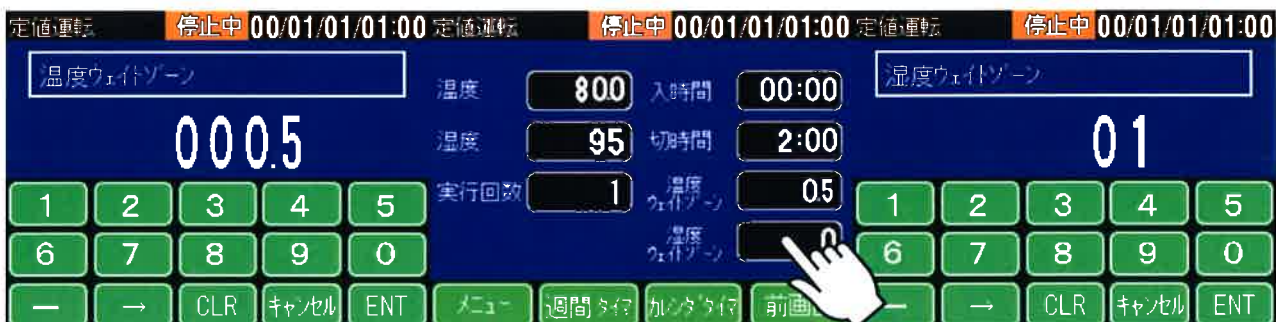 定値運転 停止中 00/01/01/01:00
温度ウェイトゾーン
000.5
1 2 3 4 5
6 7 8 9 0
— → CLR キャンセル ENT
定値運転 停止中 00/01/01/01:00
温度 80.0 入時間 00:00
湿度 95 切時間 2:00
実行回数 1 温度ウェイトゾーン 0.5
湿度ウェイトゾーン 0
メニュー 週間タイマ カレンダタイマ 前画
定値運転 停止中 00/01/01/01:00
湿度ウェイトゾーン
01
1 2 3 4 5
6 7 8 9 0
— → CLR キャンセル ENT